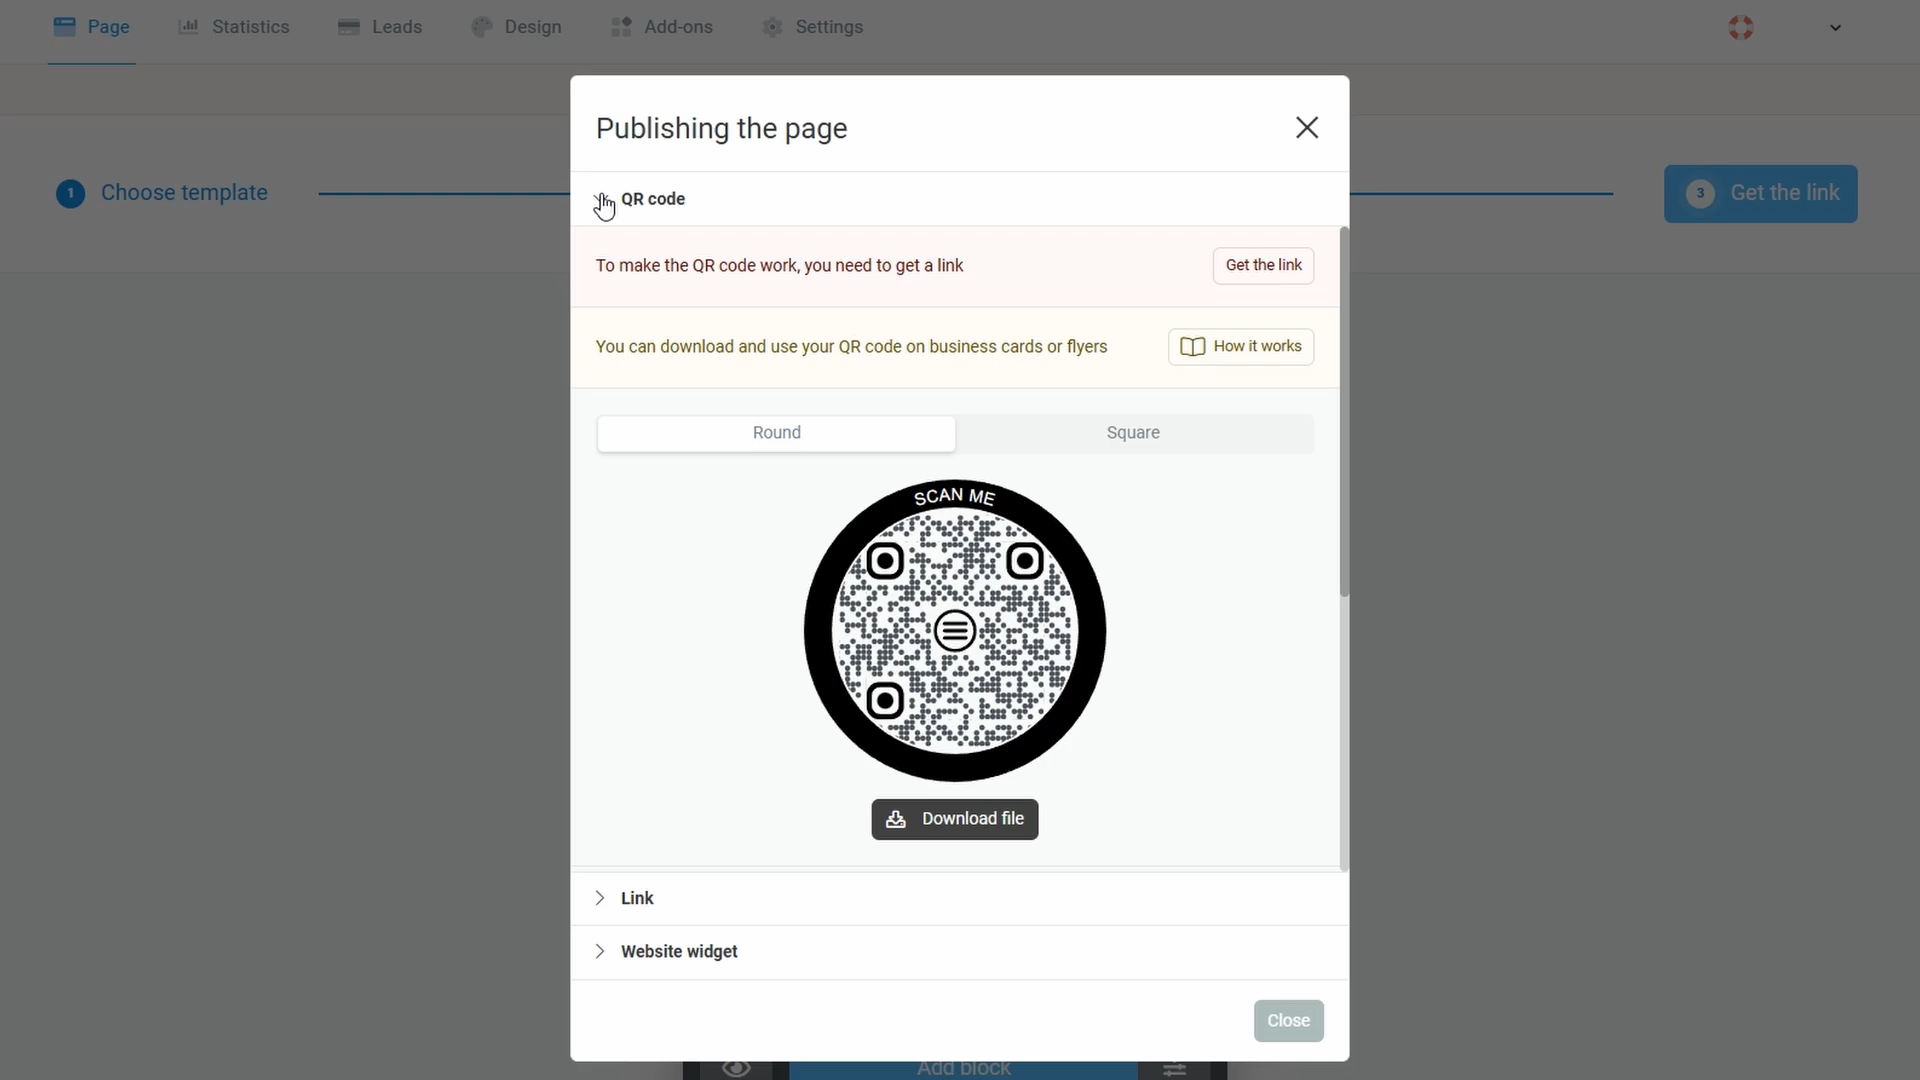 Page
Statistics
Leads
Design
Add-ons
Settings
Publishing the page
1 Choose template
3 Get the link
QR code
To make the QR code work, you need to get a link
Get the link
You can download and use your QR code on business cards or flyers
How it works
Round
Square
SCAN ME
Download file
Link
Website widget
Close
Add block